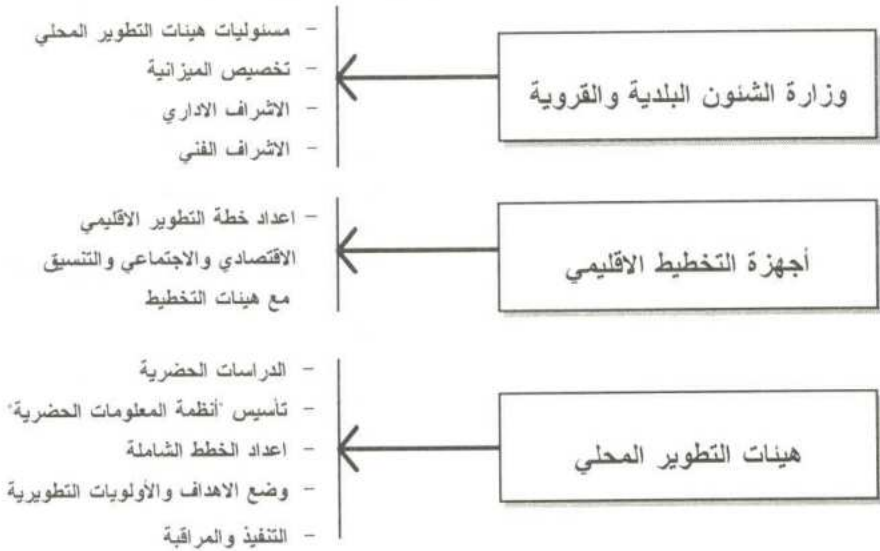 وزارة الشئون البلدية والقروية
- مسئوليات هيئات التطوير المحلي
- تخصيص الميزانية
- الاشراف الاداري
- الاشراف الفني
أجهزة التخطيط الاقليمي
- اعداد خطة التطوير الاقليمي
الاقتصادي والاجتماعي والتنسيق
مع هيئات التخطيط
هيئات التطوير المحلي
- الدراسات الحضرية
- تأسيس "أنظمة المعلومات الحضرية"
- اعداد الخطط الشاملة
- وضع الاهداف والأولويات التطويرية
- التنفيذ والمراقبة